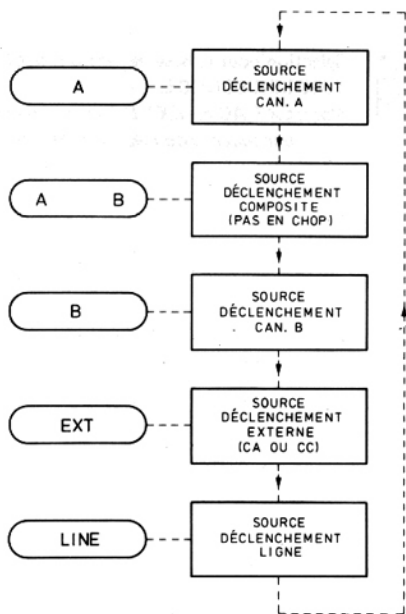 A
SOURCE
DÉCLENCHEMENT
CAN. A
A B
SOURCE
DÉCLENCHEMENT
COMPOSITE
(PAS EN CHOP)
B
SOURCE
DÉCLENCHEMENT
CAN. B
EXT
SOURCE
DÉCLENCHEMENT
EXTERNE
(CA OU CC)
LINE
SOURCE
DÉCLENCHEMENT
LIGNE